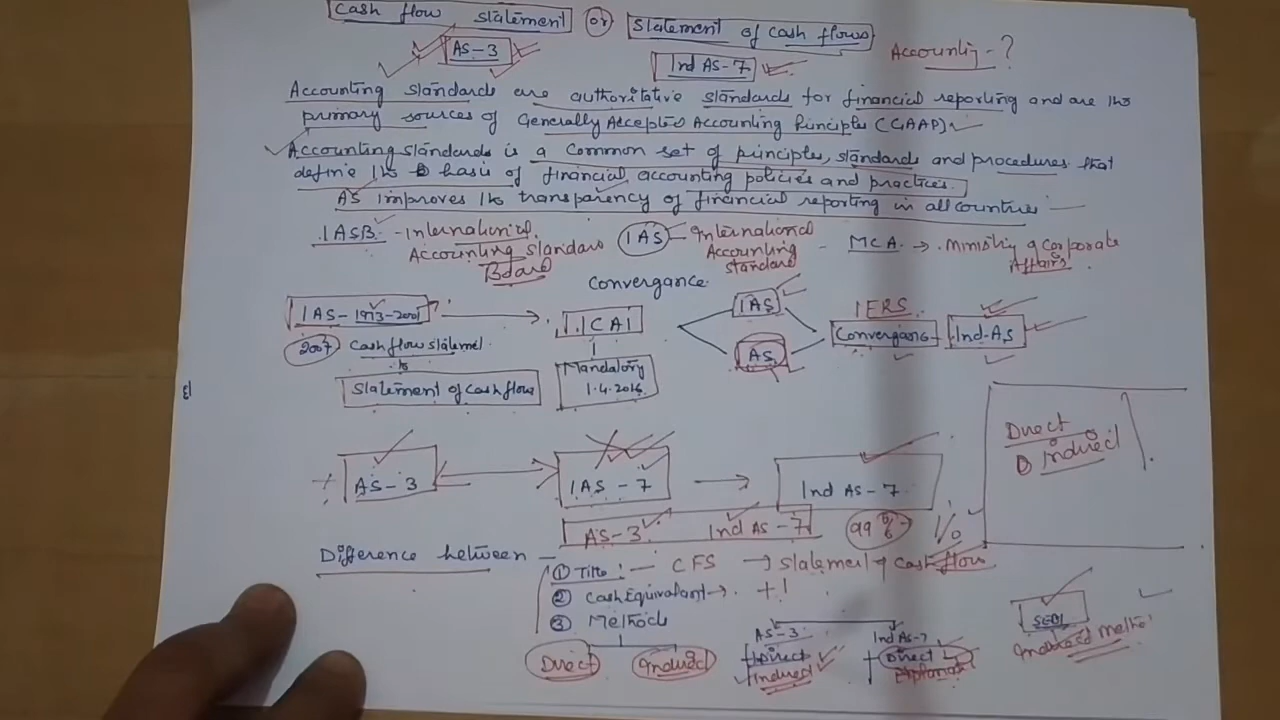 Cash flow statement or Statement of cash flows
AS-3
Ind AS-7
Accounting - ?
Accounting standards are authoritative standards for financial reporting and are the
primary sources of Generally Accepted Accounting Principles (GAAP)
Accounting standards is a common set of principles, standards and procedures that
define the basis of financial accounting policies and practices.
AS improves the transparency of financial reporting in all countries
IASB - International Accounting Standard Board
IAS - International Accounting Standard
MCA → Ministry of Corporate Affairs
Convergance
IAS - 1973-2001
ICAI
IAS
AS
IFRS
Convergance
Ind-AS
2007 Cash flow statement
to
Statement of cash flow
Mandatory
1.4.2016
AS-3
IAS-7
Ind AS-7
Direct
Indirect
AS-3 Ind AS-7 99% 1%
Difference between -
① Title : - CFS → Statement of cash flow
② Cash Equivalant → + !
③ Methods
Direct Indirect
AS-3
Direct
Indirect
Ind AS-7
Direct
SEBI
Indirect method